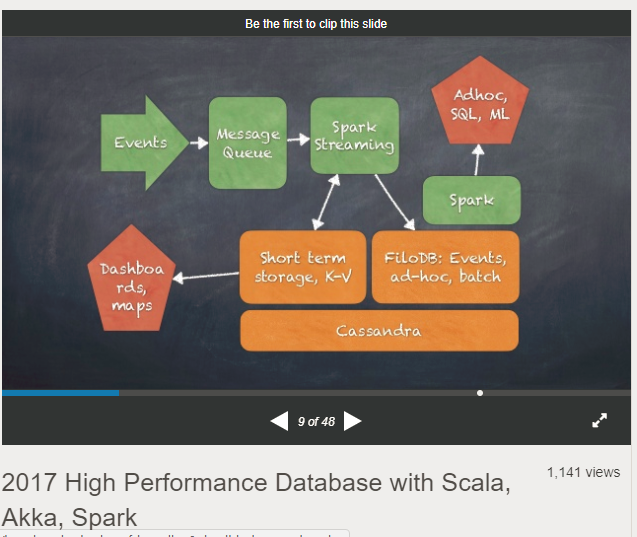 Be the first to clip this slide
Events
Message
Queue
Spark
Streaming
Adhoc,
SQL, ML
Spark
Dashboa
rds,
maps
Short term
storage, K-V
FiloDB: Events,
ad-hoc, batch
Cassandra
9 of 48
2017 High Performance Database with Scala,
Akka, Spark
1,141 views